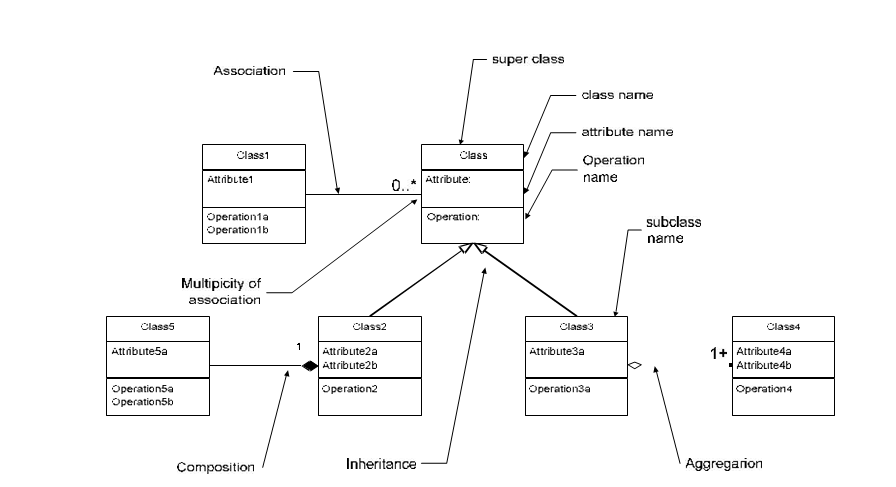 super class
Association
class name
attribute name
Operation
name
Class1
Attribute1
Operation1a
Operation1b
0..*
Class
Attribute:
Operation:
subclass
name
Multipicity of
association
Class5
Attribute5a
Operation5a
Operation5b
1
Class2
Attribute2a
Attribute2b
Operation2
Class3
Attribute3a
Operation3a
1+
Class4
Attribute4a
Attribute4b
Operation4
Composition
Inheritance
Aggregarion